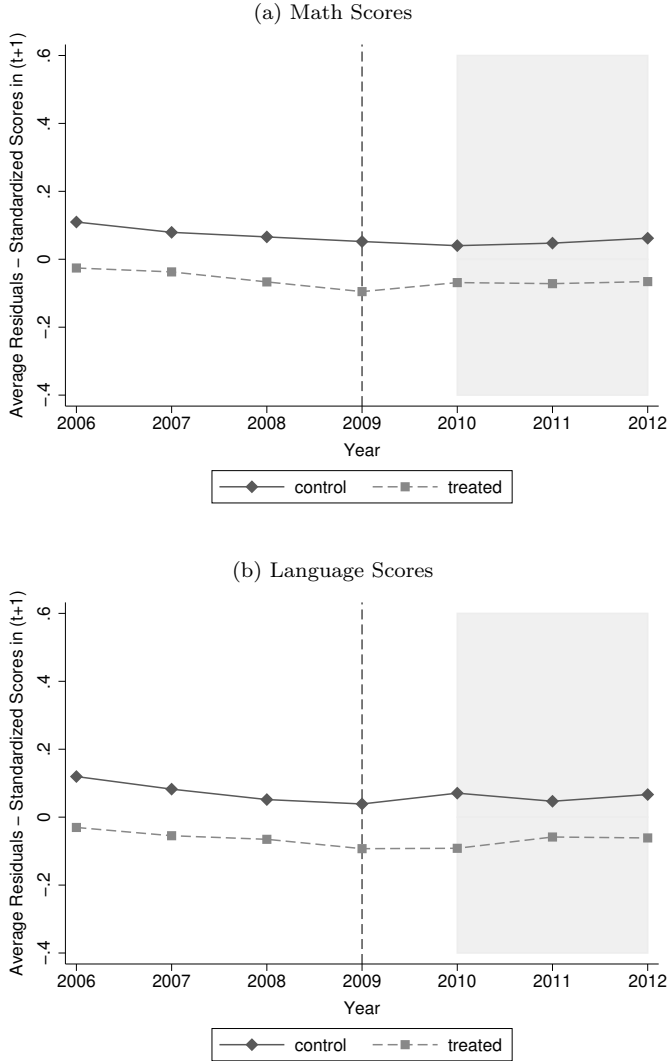 (a) Math Scores
Average Residuals − Standardized Scores in (t+1)
.6
.4
.2
0
−.2
−.4
2006 2007 2008 2009 2010 2011 2012
Year
control treated
(b) Language Scores
Average Residuals − Standardized Scores in (t+1)
.6
.4
.2
0
−.2
−.4
2006 2007 2008 2009 2010 2011 2012
Year
control treated